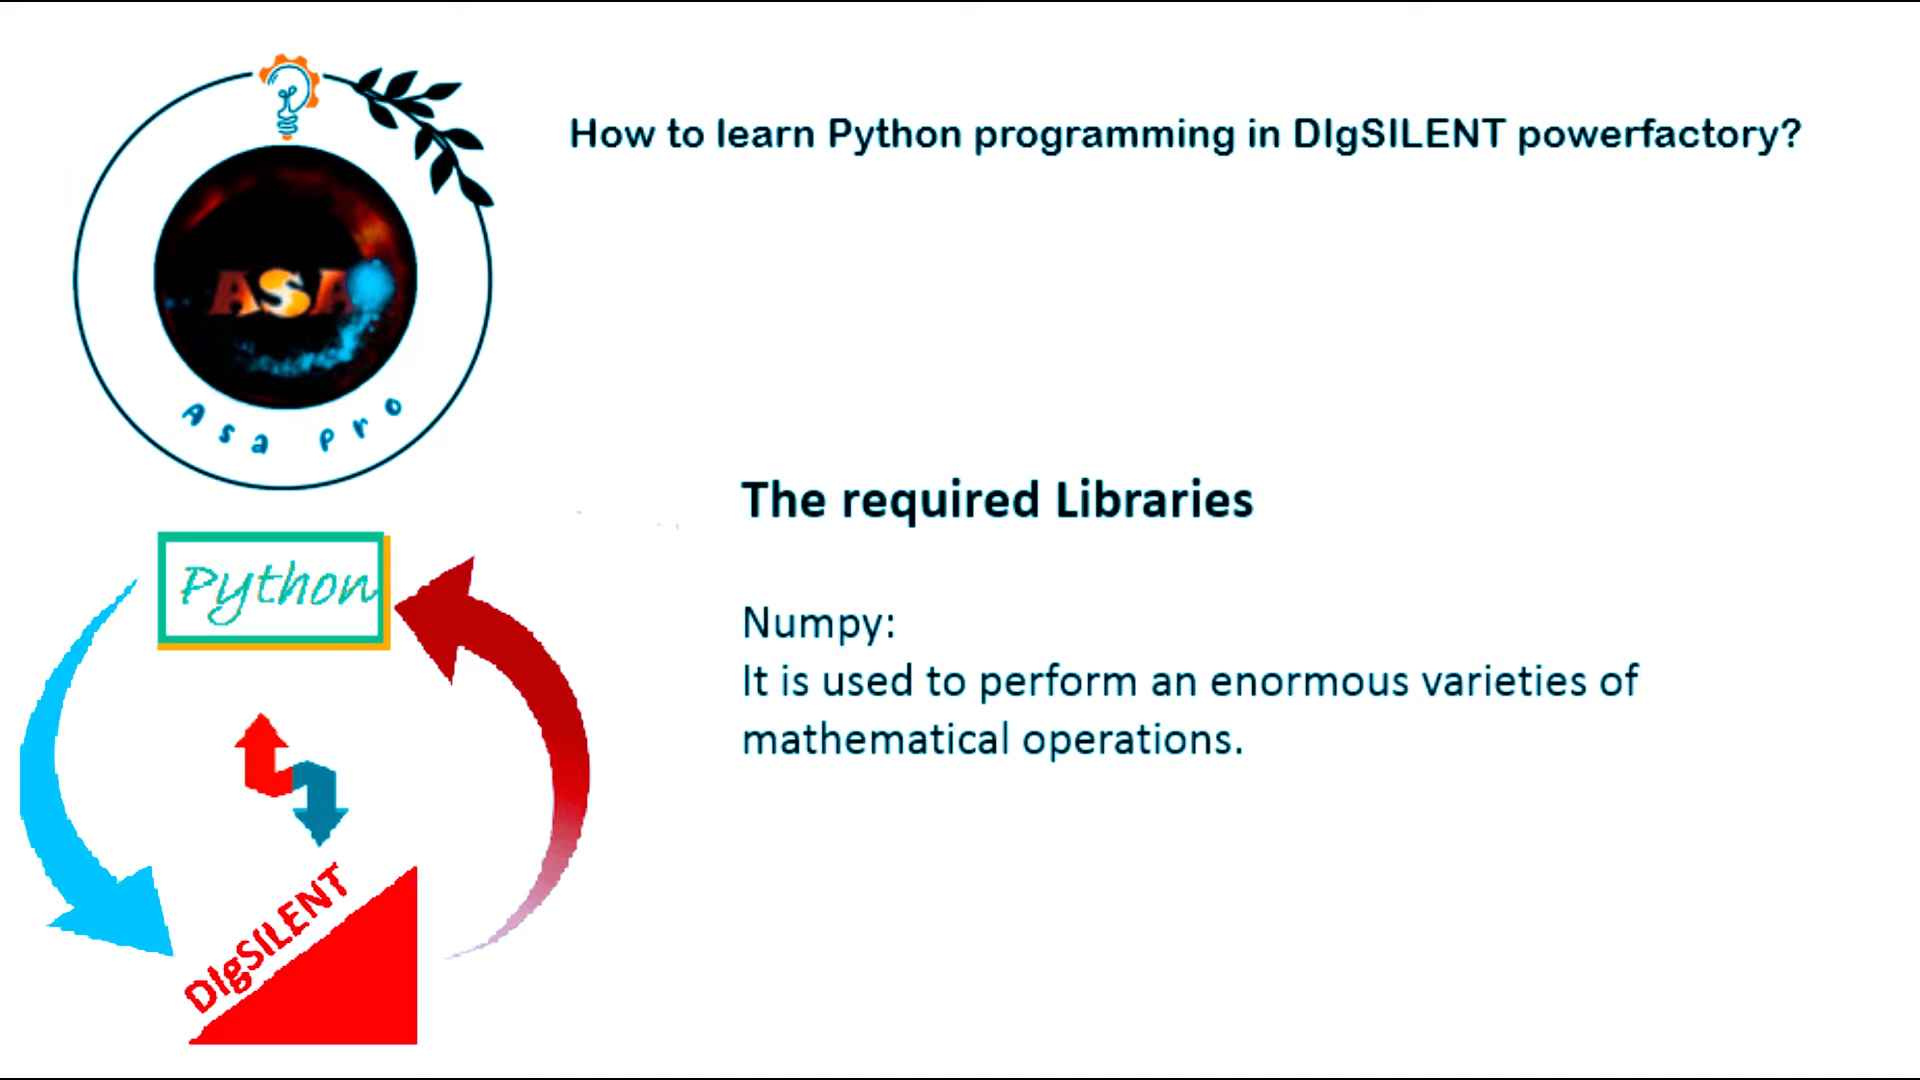 How to learn Python programming in DIgSILENT powerfactory?
ASA
Asa Pro
The required Libraries
Numpy:
It is used to perform an enormous varieties of
mathematical operations.
Python
DIgSILENT